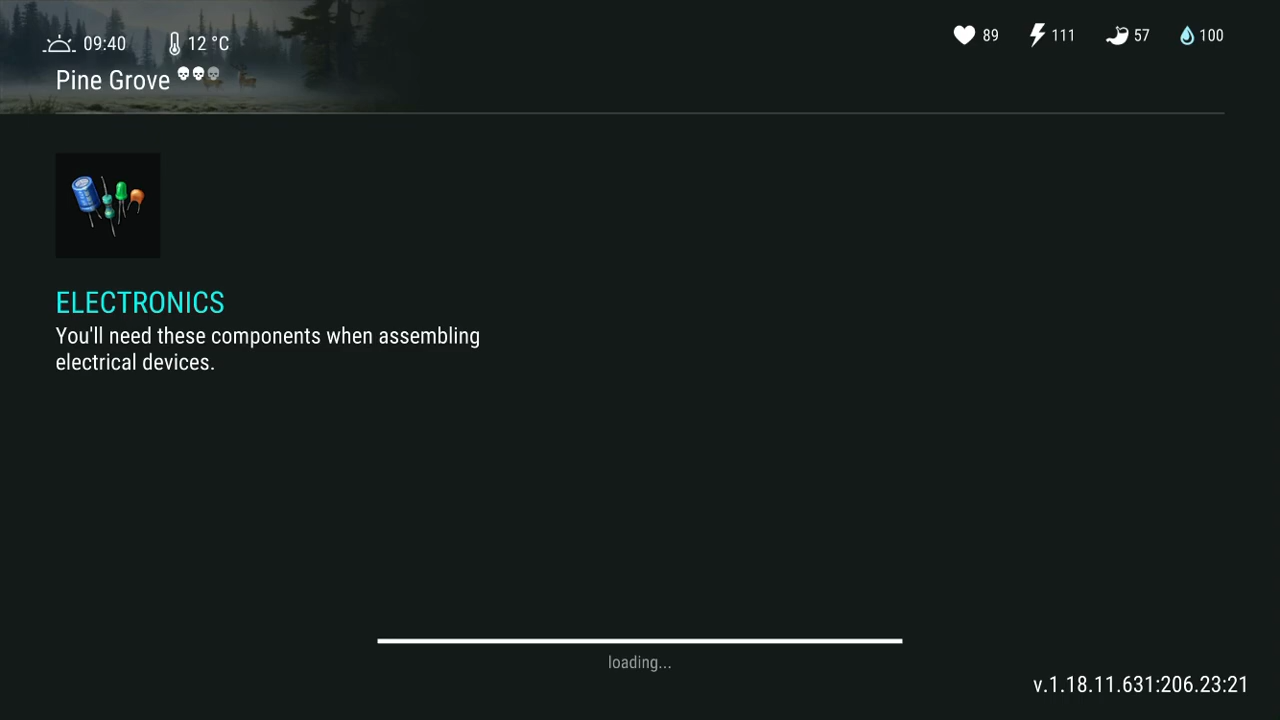 09:40 12 °C
89 111 57 100
Pine Grove
ELECTRONICS
You'll need these components when assembling
electrical devices.
loading...
v.1.18.11.631:206.23:21